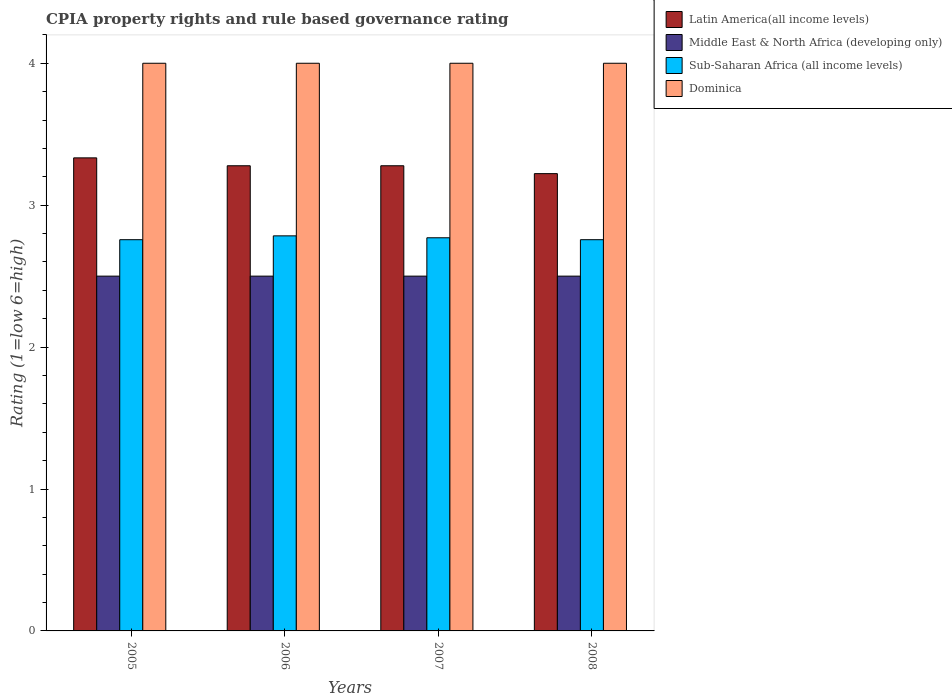 CPIA property rights and rule based governance rating
Latin America(all income levels)
Middle East & North Africa (developing only)
Sub-Saharan Africa (all income levels)
Dominica
Rating (1=low 6=high)
4
3
2
1
0
2005
2006
2007
2008
Years